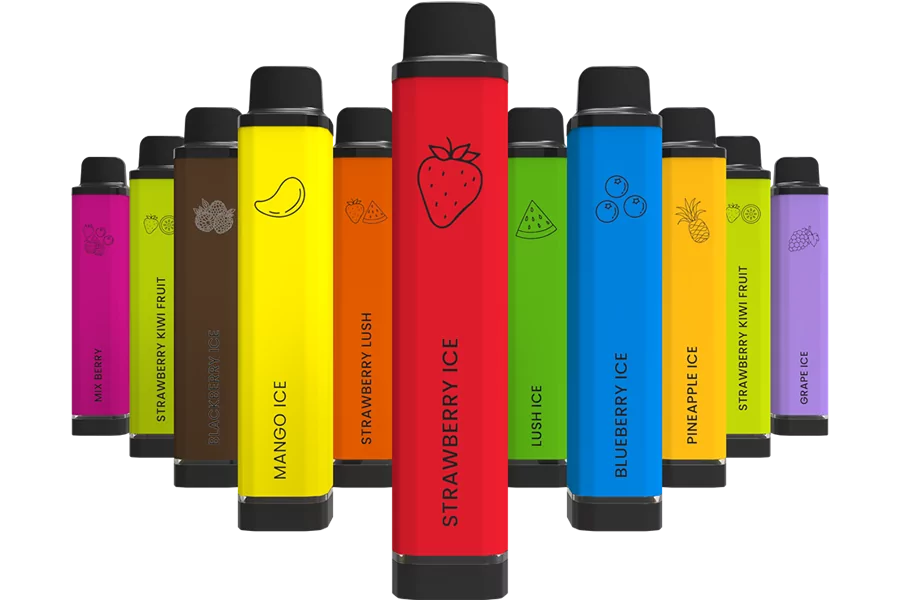 MIX BERRY
STRAWBERRY KIWI FRUIT
BLACKBERRY ICE
MANGO ICE
STRAWBERRY LUSH
STRAWBERRY ICE
LUSH ICE
BLUEBERRY ICE
PINEAPPLE ICE
STRAWBERRY KIWI FRUIT
GRAPE ICE